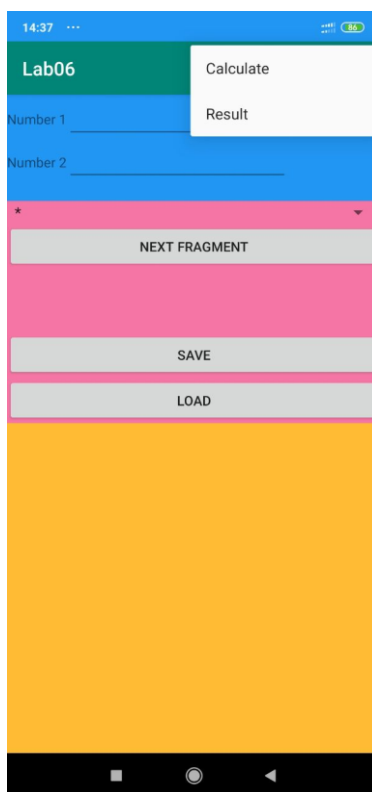 14:37 ...
86
Lab06
Calculate
Result
Number 1
Number 2
*
NEXT FRAGMENT
SAVE
LOAD